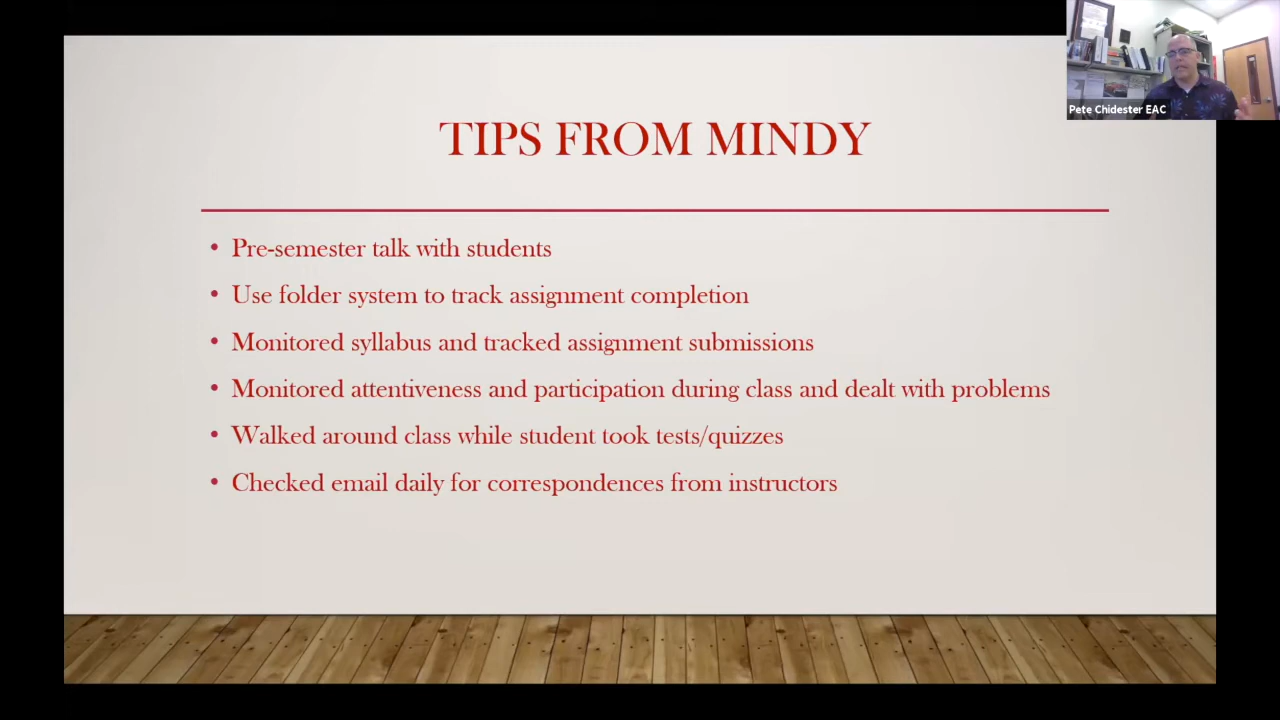 Pete Chidester EAC
TIPS FROM MINDY
• Pre-semester talk with students
• Use folder system to track assignment completion
• Monitored syllabus and tracked assignment submissions
• Monitored attentiveness and participation during class and dealt with problems
• Walked around class while student took tests/quizzes
• Checked email daily for correspondences from instructors